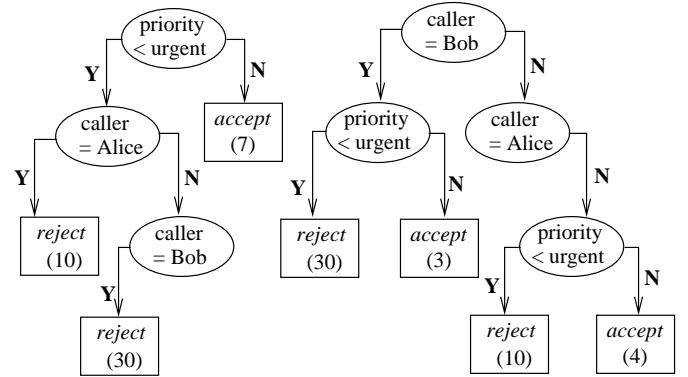 priority
< urgent
Y
N
caller
= Alice
accept
(7)
Y
N
reject
(10)
caller
= Bob
Y
reject
(30)
caller
= Bob
Y
N
priority
< urgent
caller
= Alice
Y
N
N
reject
(30)
accept
(3)
priority
< urgent
Y
N
reject
(10)
accept
(4)